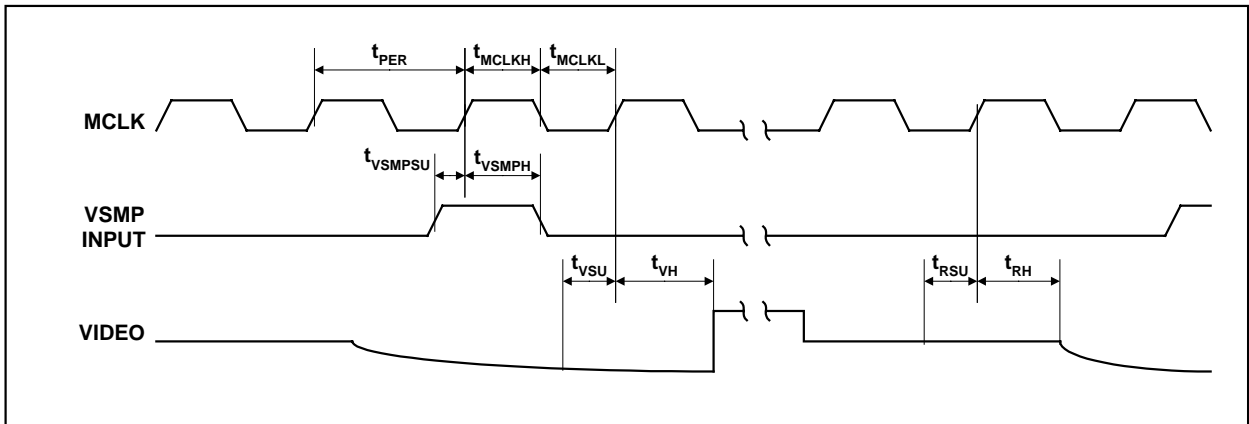 tPER tMCLKH tMCLKL
MCLK
tVSMPSU tVSMPH
VSMP
INPUT
tVSU tVH tRSU tRH
VIDEO